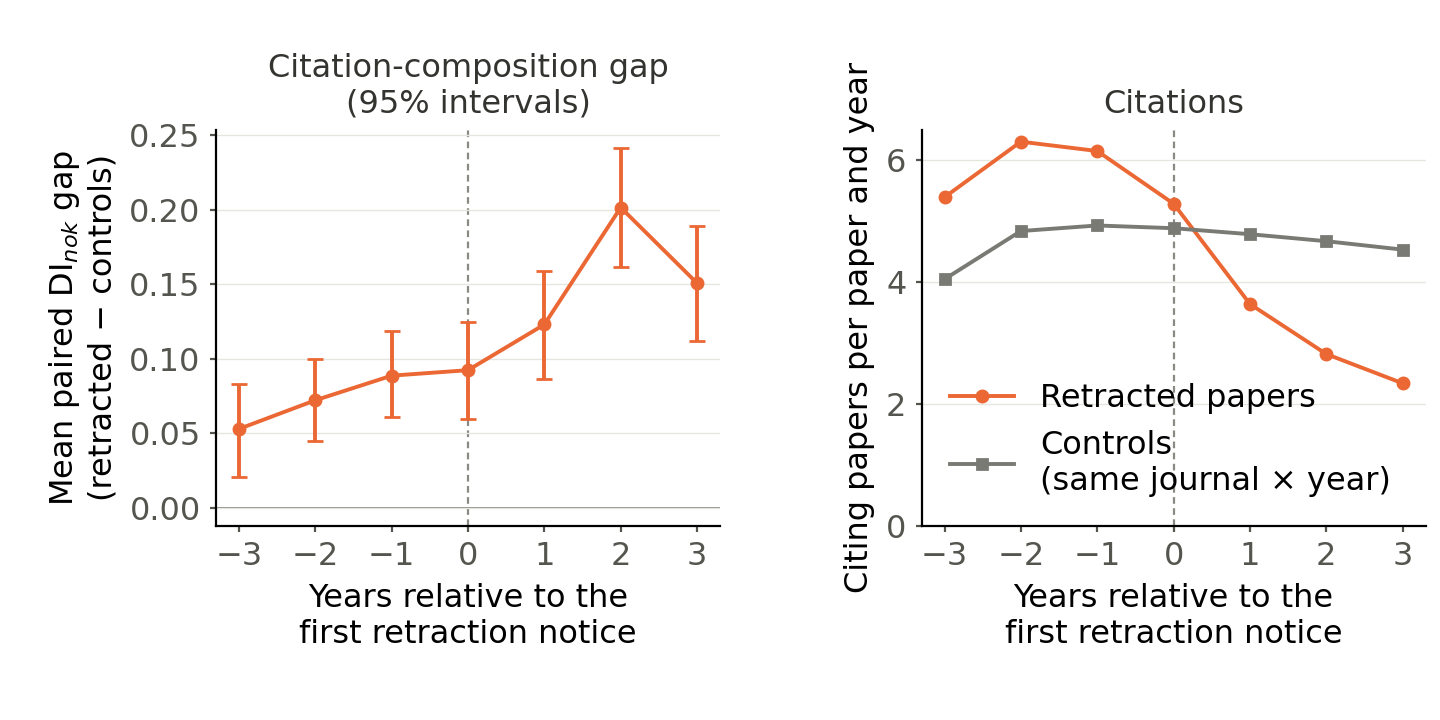 Citation-composition gap
(95% intervals)
Mean paired DI_nok gap
(retracted − controls)
0.25
0.20
0.15
0.10
0.05
0.00
−3 −2 −1 0 1 2 3
Years relative to the
first retraction notice
Citations
Citing papers per paper and year
6
4
2
0
Retracted papers
Controls
(same journal × year)
−3 −2 −1 0 1 2 3
Years relative to the
first retraction notice